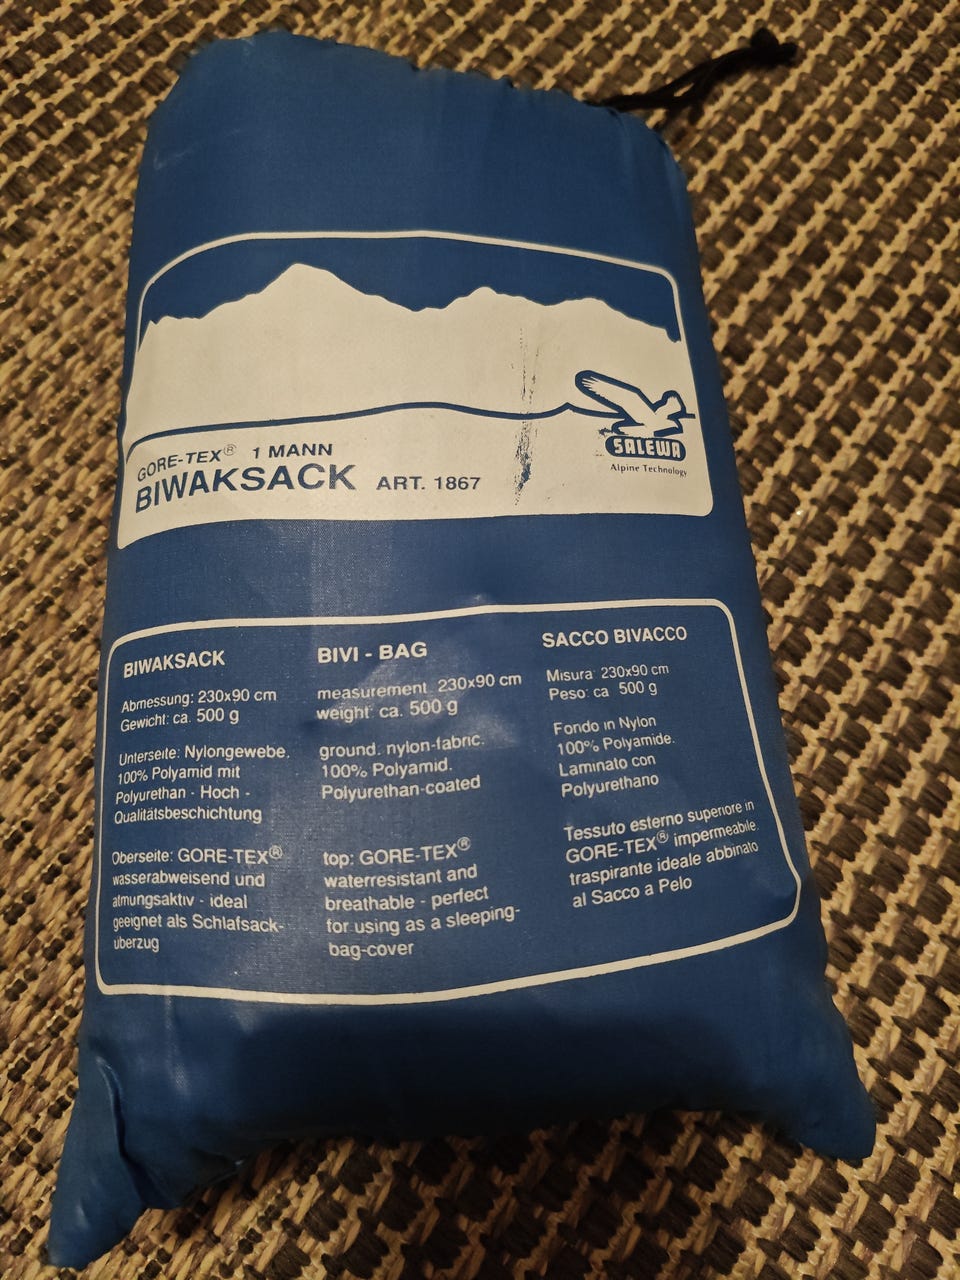 GORE-TEX® 1 MANN
BIWAKSACK ART. 1867
SALEWA
Alpine Technology
BIWAKSACK
Abmessung: 230x90 cm
Gewicht: ca. 500 g
Unterseite: Nylongewebe.
100% Polyamid mit
Polyurethan - Hoch -
Qualitätsbeschichtung
Oberseite: GORE-TEX®
wasserabweisend und
atmungsaktiv - ideal
geeignet als Schlafsack-
überzug
BIVI - BAG
measurement 230x90 cm
weight: ca. 500 g
ground: nylon-fabric.
100% Polyamid.
Polyurethan-coated
top: GORE-TEX®
waterresistant and
breathable - perfect
for using as a sleeping-
bag-cover
SACCO BIVACCO
Misura: 230x90 cm
Peso: ca. 500 g
Fondo in Nylon
100% Polyamide.
Laminato con
Polyurethano
Tessuto esterno superiore in
GORE-TEX® impermeabile.
traspirante ideale abbinato
al Sacco a Pelo